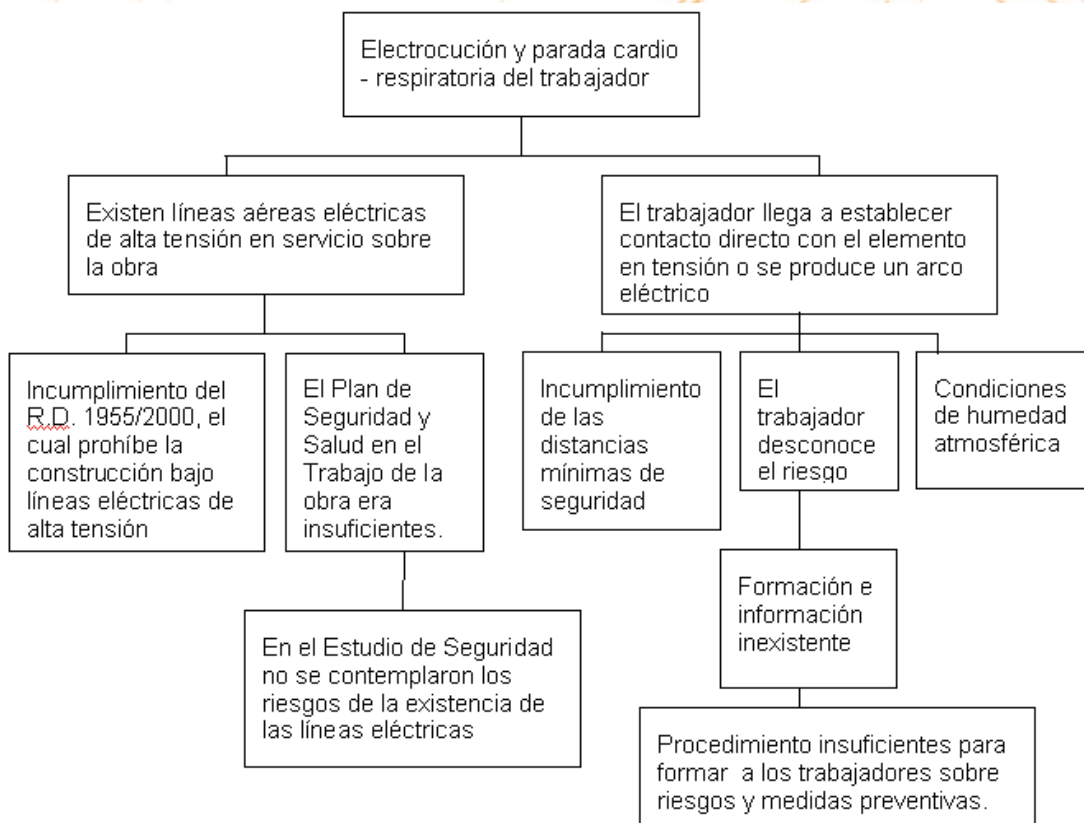 Electrocución y parada cardio
- respiratoria del trabajador
Existen líneas aéreas eléctricas
de alta tensión en servicio sobre
la obra
El trabajador llega a establecer
contacto directo con el elemento
en tensión o se produce un arco
eléctrico
Incumplimiento del
R.D. 1955/2000, el
cual prohíbe la
construcción bajo
líneas eléctricas de
alta tensión
El Plan de
Seguridad y
Salud en el
Trabajo de la
obra era
insuficientes.
Incumplimiento
de las
distancias
mínimas de
seguridad
El
trabajador
desconoce
el riesgo
Condiciones
de humedad
atmosférica
En el Estudio de Seguridad
no se contemplaron los
riesgos de la existencia de
las líneas eléctricas
Formación e
información
inexistente
Procedimiento insuficientes para
formar  a los trabajadores sobre
riesgos y medidas preventivas.